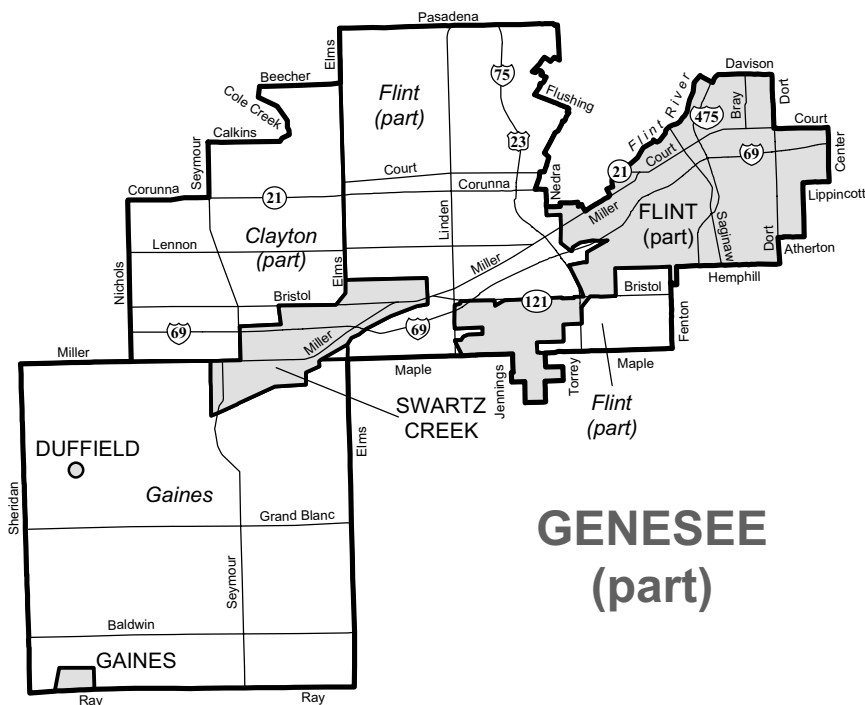 Pasadena
Elms
Beecher
Cole Creek
Flint
(part)
75
Flushing
Davison
Flint River
Bray
Dort
475
Calkins
23
Court
Court
21
69
Center
Seymour
Court
Nedra
Corunna
21
Corunna
Lippincott
Miller
FLINT
(part)
Linden
Saginaw
Dort
Clayton
(part)
Lennon
Atherton
Miller
Elms
Hemphill
Nichols
Bristol
121
Bristol
Fenton
69
Miller
69
Miller
Maple
Jennings
Torrey
Maple
SWARTZ
CREEK
Flint
(part)
Elms
DUFFIELD
Sheridan
Gaines
Grand Blanc
GENESEE
(part)
Seymour
Baldwin
GAINES
Ray
Ray